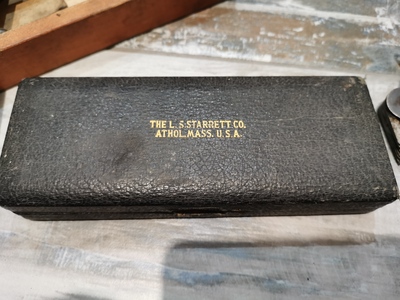 THE L. S. STARRETT CO.
ATHOL, MASS. U.S.A.